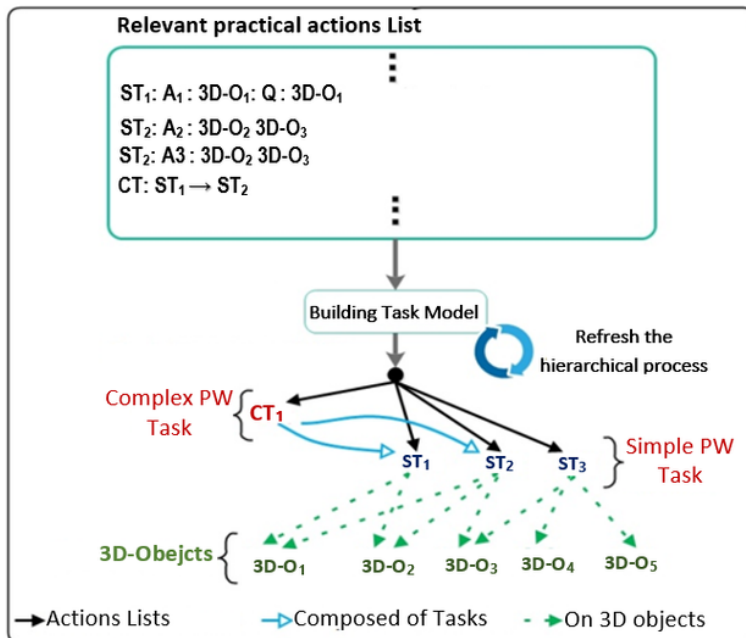 Relevant practical actions List
ST₁: A₁ : 3D-O₁: Q : 3D-O₁
ST₂: A₂ : 3D-O₂ 3D-O₃
ST₂: A3 : 3D-O₂ 3D-O₃
CT: ST₁ → ST₂
Building Task Model
Refresh the
hierarchical process
Complex PW
Task
CT₁
ST₁
ST₂
ST₃
Simple PW
Task
3D-Obejcts
3D-O₁
3D-O₂
3D-O₃
3D-O₄
3D-O₅
Actions Lists
Composed of Tasks
On 3D objects